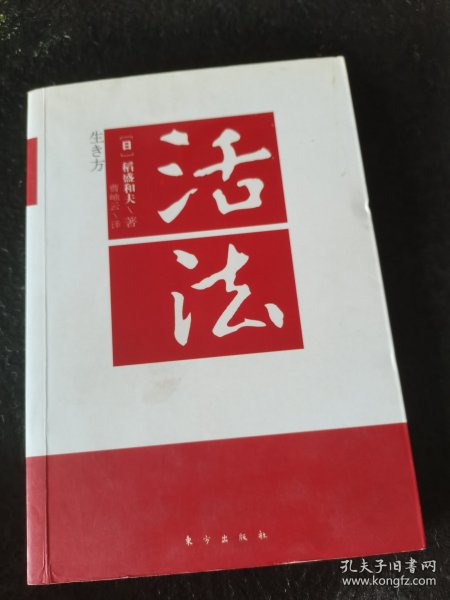 活
法
生き方
[日]稻盛和夫\著
曹岫云\译
东方出版社
孔夫子旧书网
www.kongfz.com